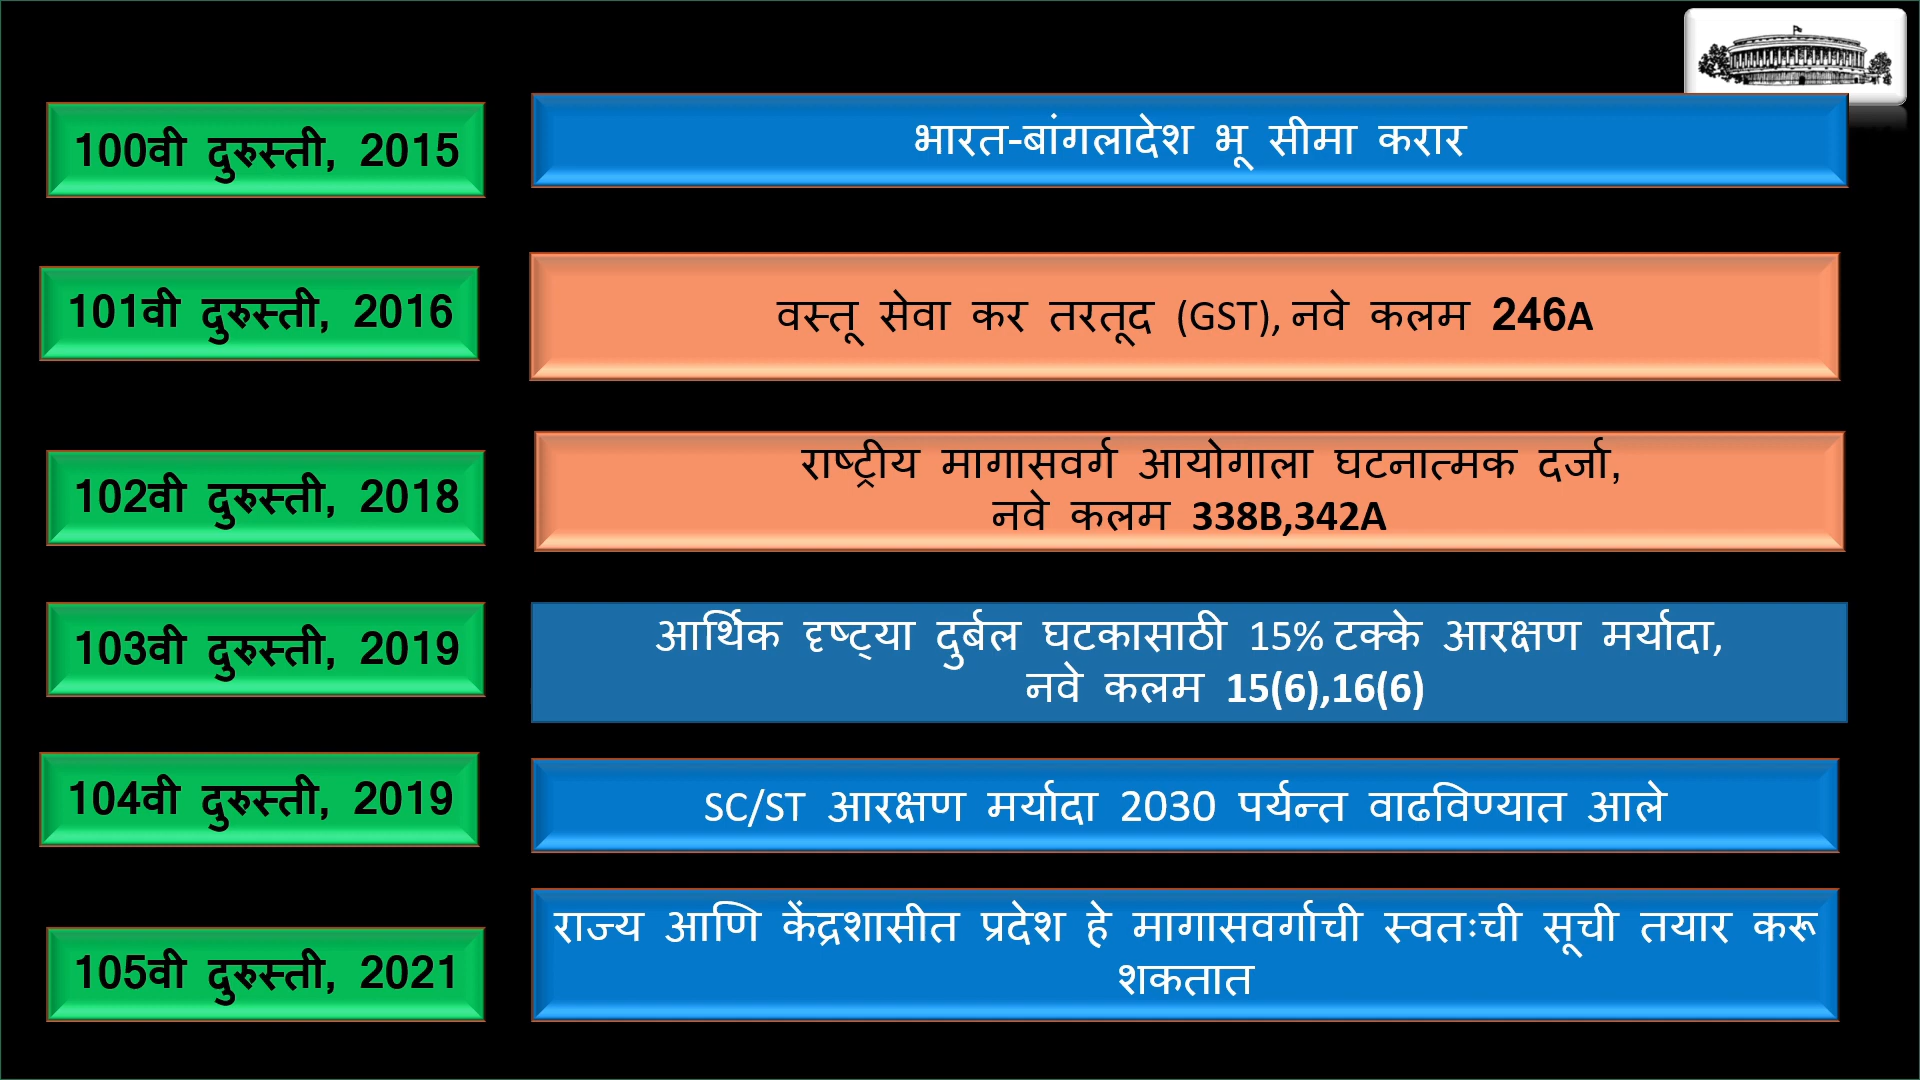 100वी दुरुस्ती, 2015
भारत-बांगलादेश भू सीमा करार
101वी दुरुस्ती, 2016
वस्तू सेवा कर तरतूद (GST), नवे कलम 246A
102वी दुरुस्ती, 2018
राष्ट्रीय मागासवर्ग आयोगाला घटनात्मक दर्जा,
नवे कलम 338B,342A
103वी दुरुस्ती, 2019
आर्थिक दृष्ट्या दुर्बल घटकासाठी 15% टक्के आरक्षण मर्यादा,
नवे कलम 15(6),16(6)
104वी दुरुस्ती, 2019
SC/ST आरक्षण मर्यादा 2030 पर्यन्त वाढविण्यात आले
105वी दुरुस्ती, 2021
राज्य आणि केंद्रशासीत प्रदेश हे मागासवर्गाची स्वतःची सूची तयार करू
शकतात